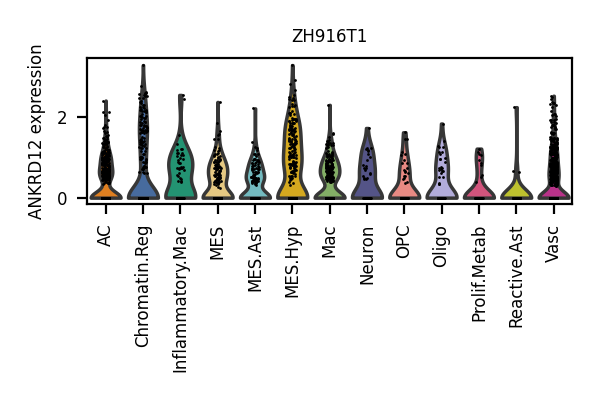 ZH916T1
ANKRD12 expression
2
0
AC
Chromatin.Reg
Inflammatory.Mac
MES
MES.Ast
MES.Hyp
Mac
Neuron
OPC
Oligo
Prolif.Metab
Reactive.Ast
Vasc